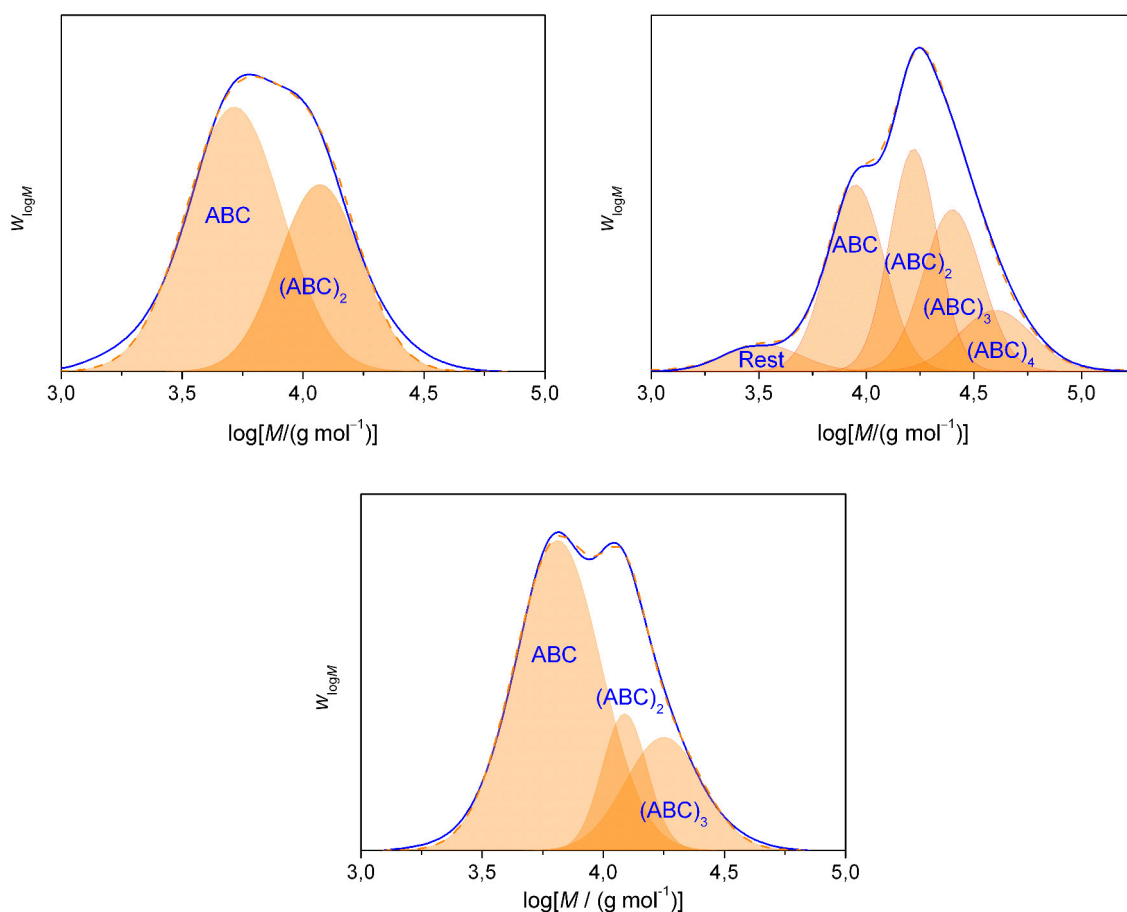 W_logM
ABC
(ABC)₂
3,0 3,5 4,0 4,5 5,0
log[M/(g mol⁻¹)]
W_logM
ABC
(ABC)₂
(ABC)₃
(ABC)₄
Rest
3,0 3,5 4,0 4,5 5,0
log[M/(g mol⁻¹)]
W_logM
ABC
(ABC)₂
(ABC)₃
3,0 3,5 4,0 4,5 5,0
log[M / (g mol⁻¹)]